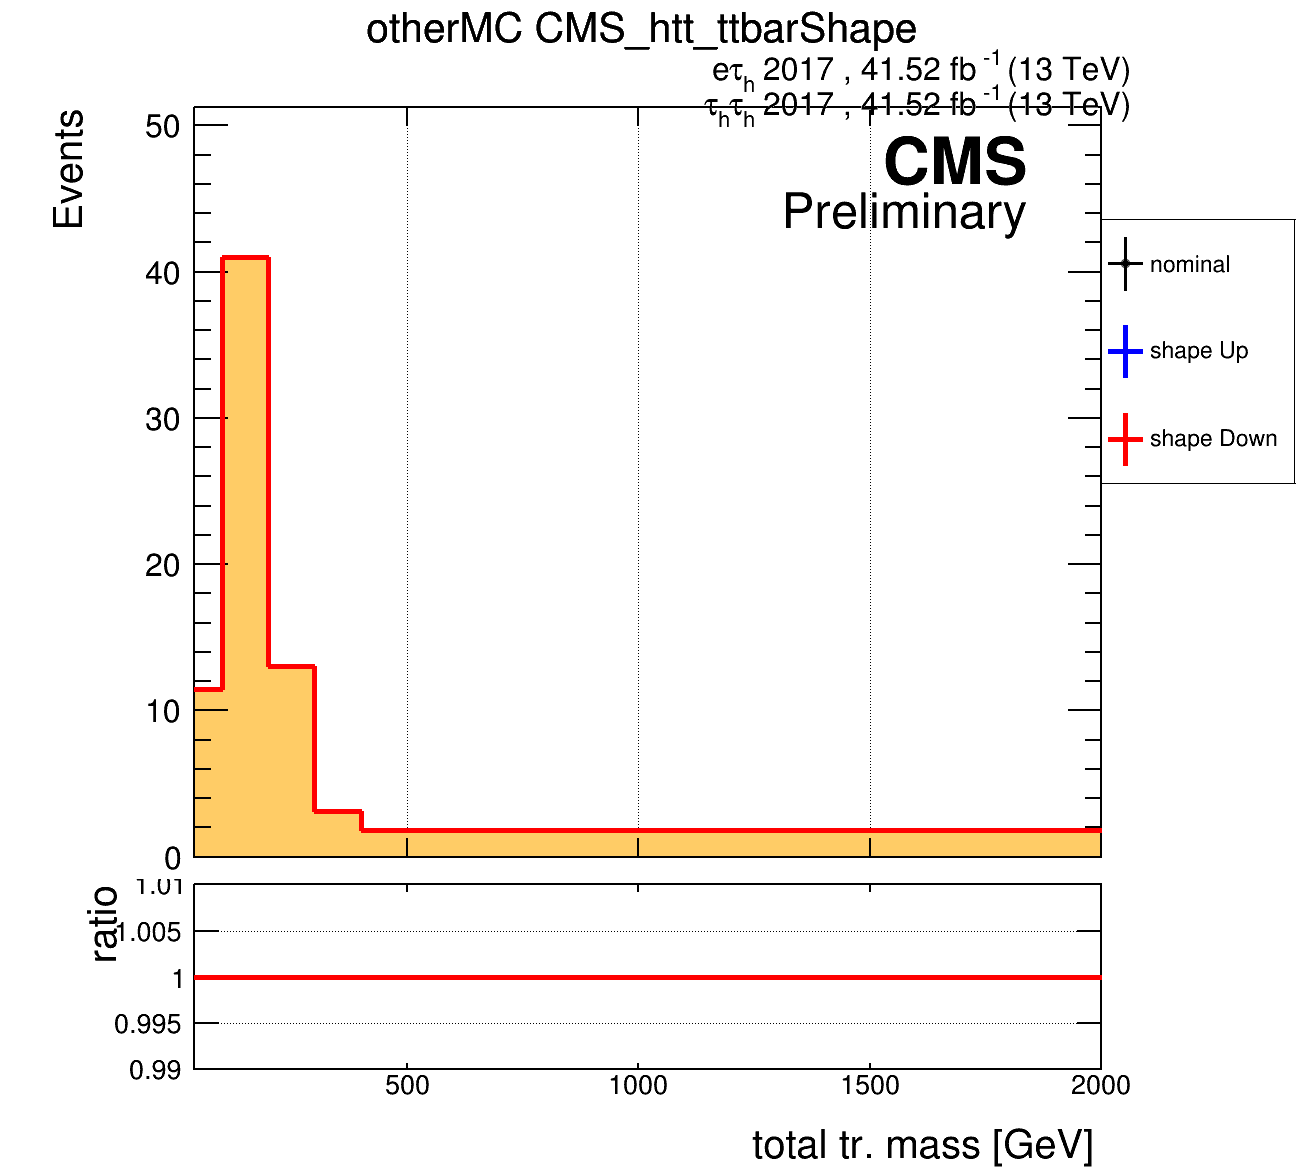 otherMC CMS_htt_ttbarShape
eτh 2017 , 41.52 fb -1 (13 TeV)
τhτh 2017 , 41.52 fb -1 (13 TeV)
Events
50
40
30
20
10
0
CMS
Preliminary
nominal
shape Up
shape Down
ratio
1.01
1.005
1
0.995
0.99
500 1000 1500 2000
total tr. mass [GeV]